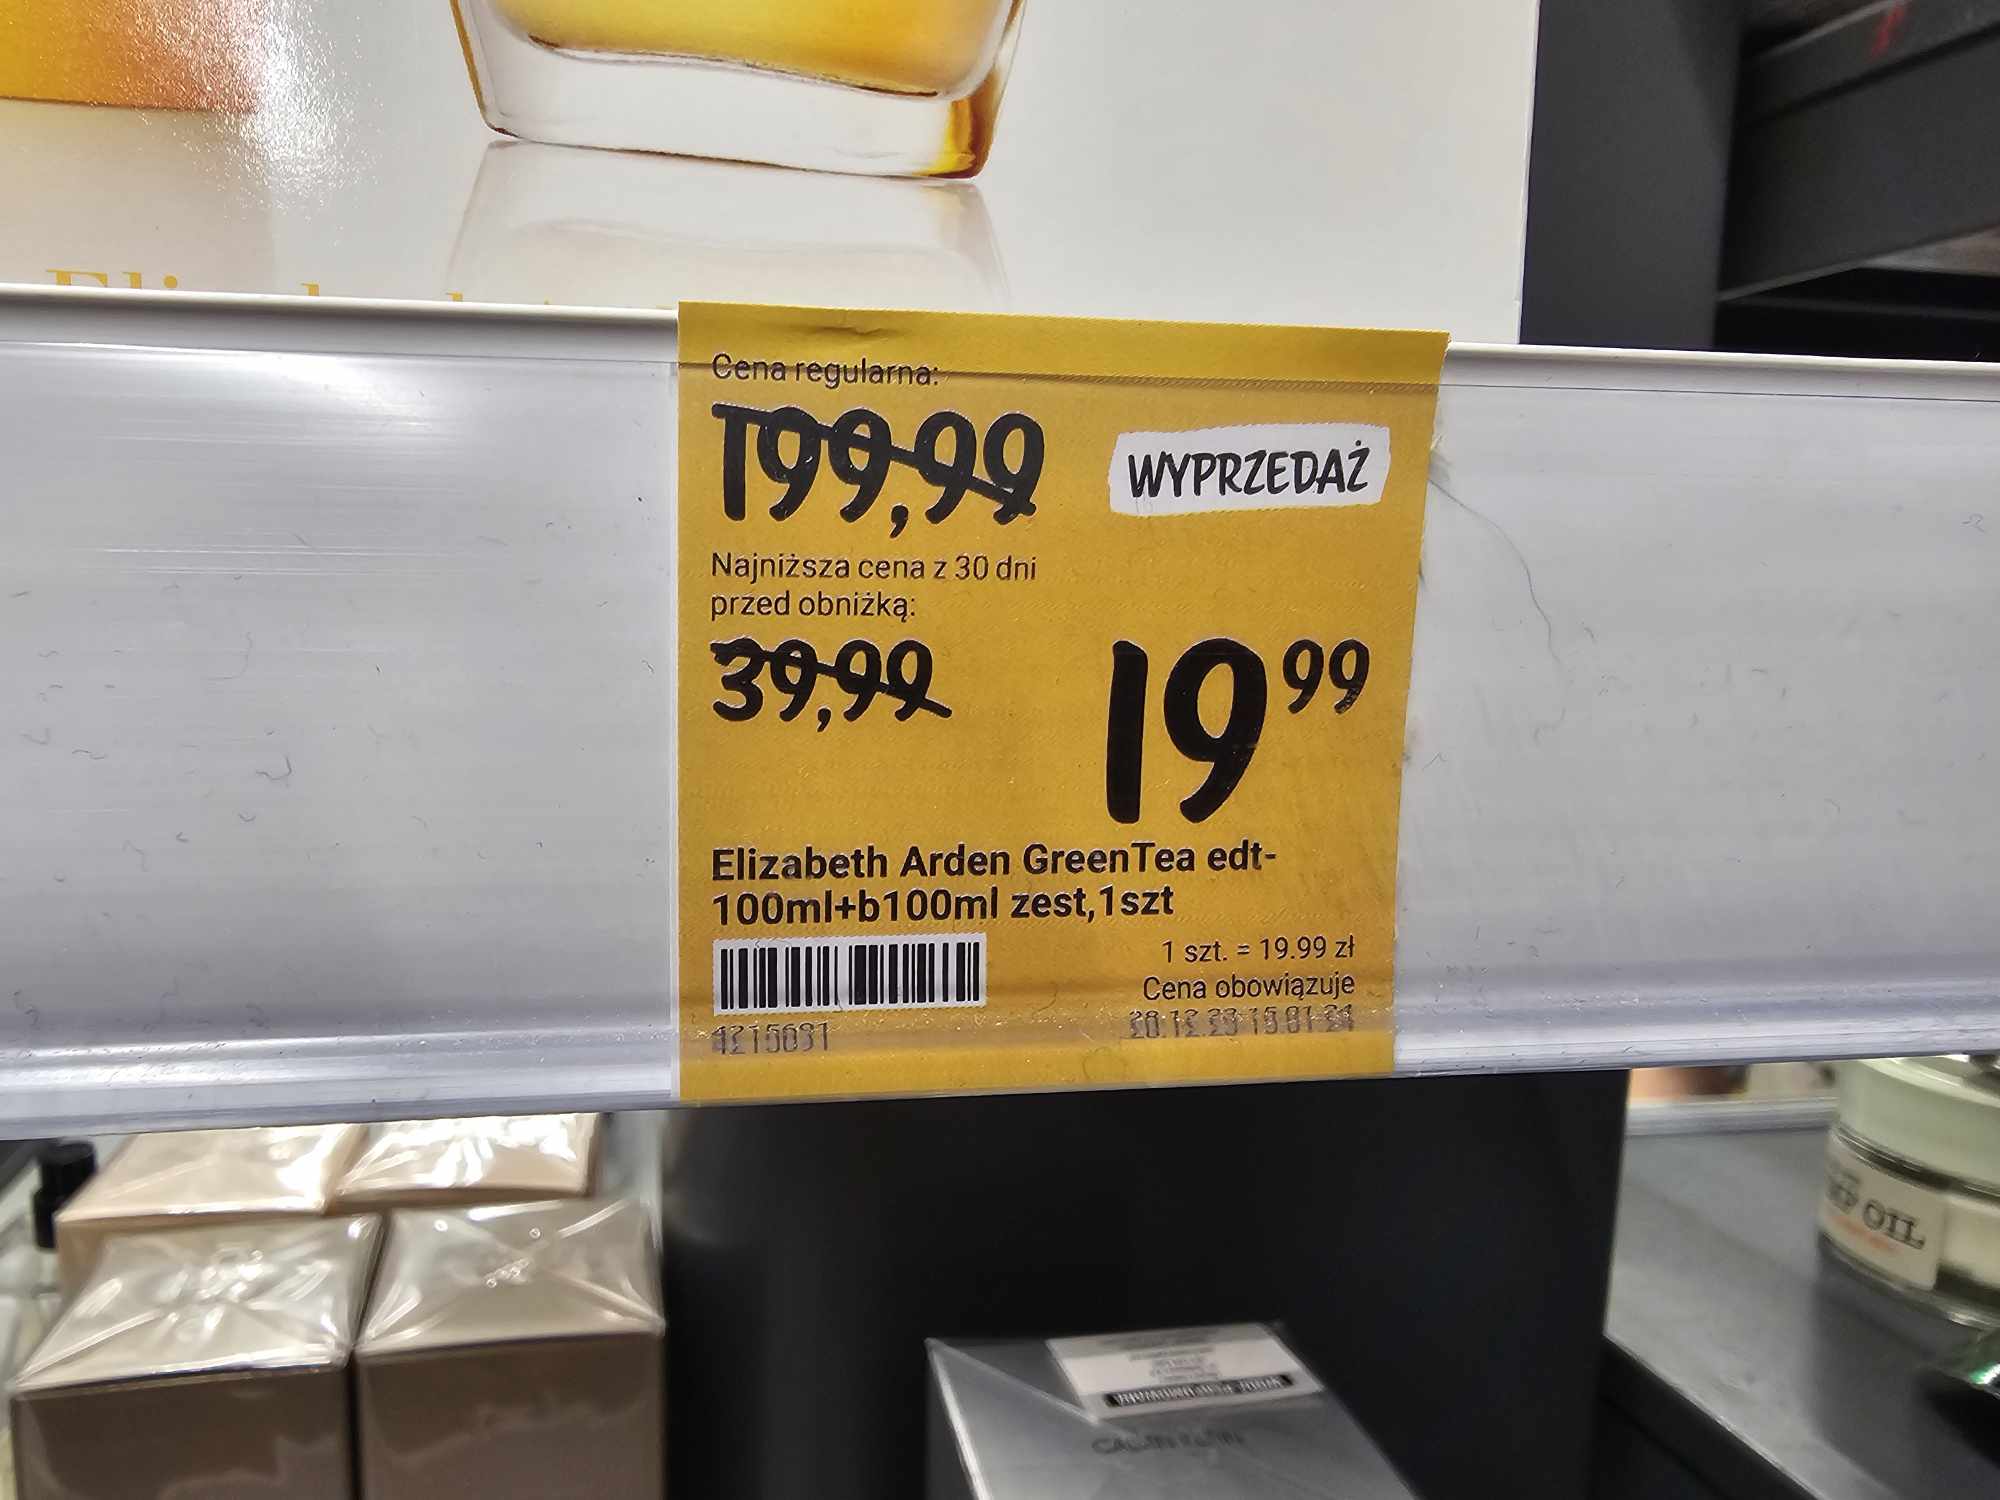 Cena regularna:
199,99
WYPRZEDAŻ
Najniższa cena z 30 dni
przed obniżką:
39,99
19 99
Elizabeth Arden GreenTea edt-
100ml+b100ml zest,1szt
1 szt. = 19.99 zł
Cena obowiązuje
OIL